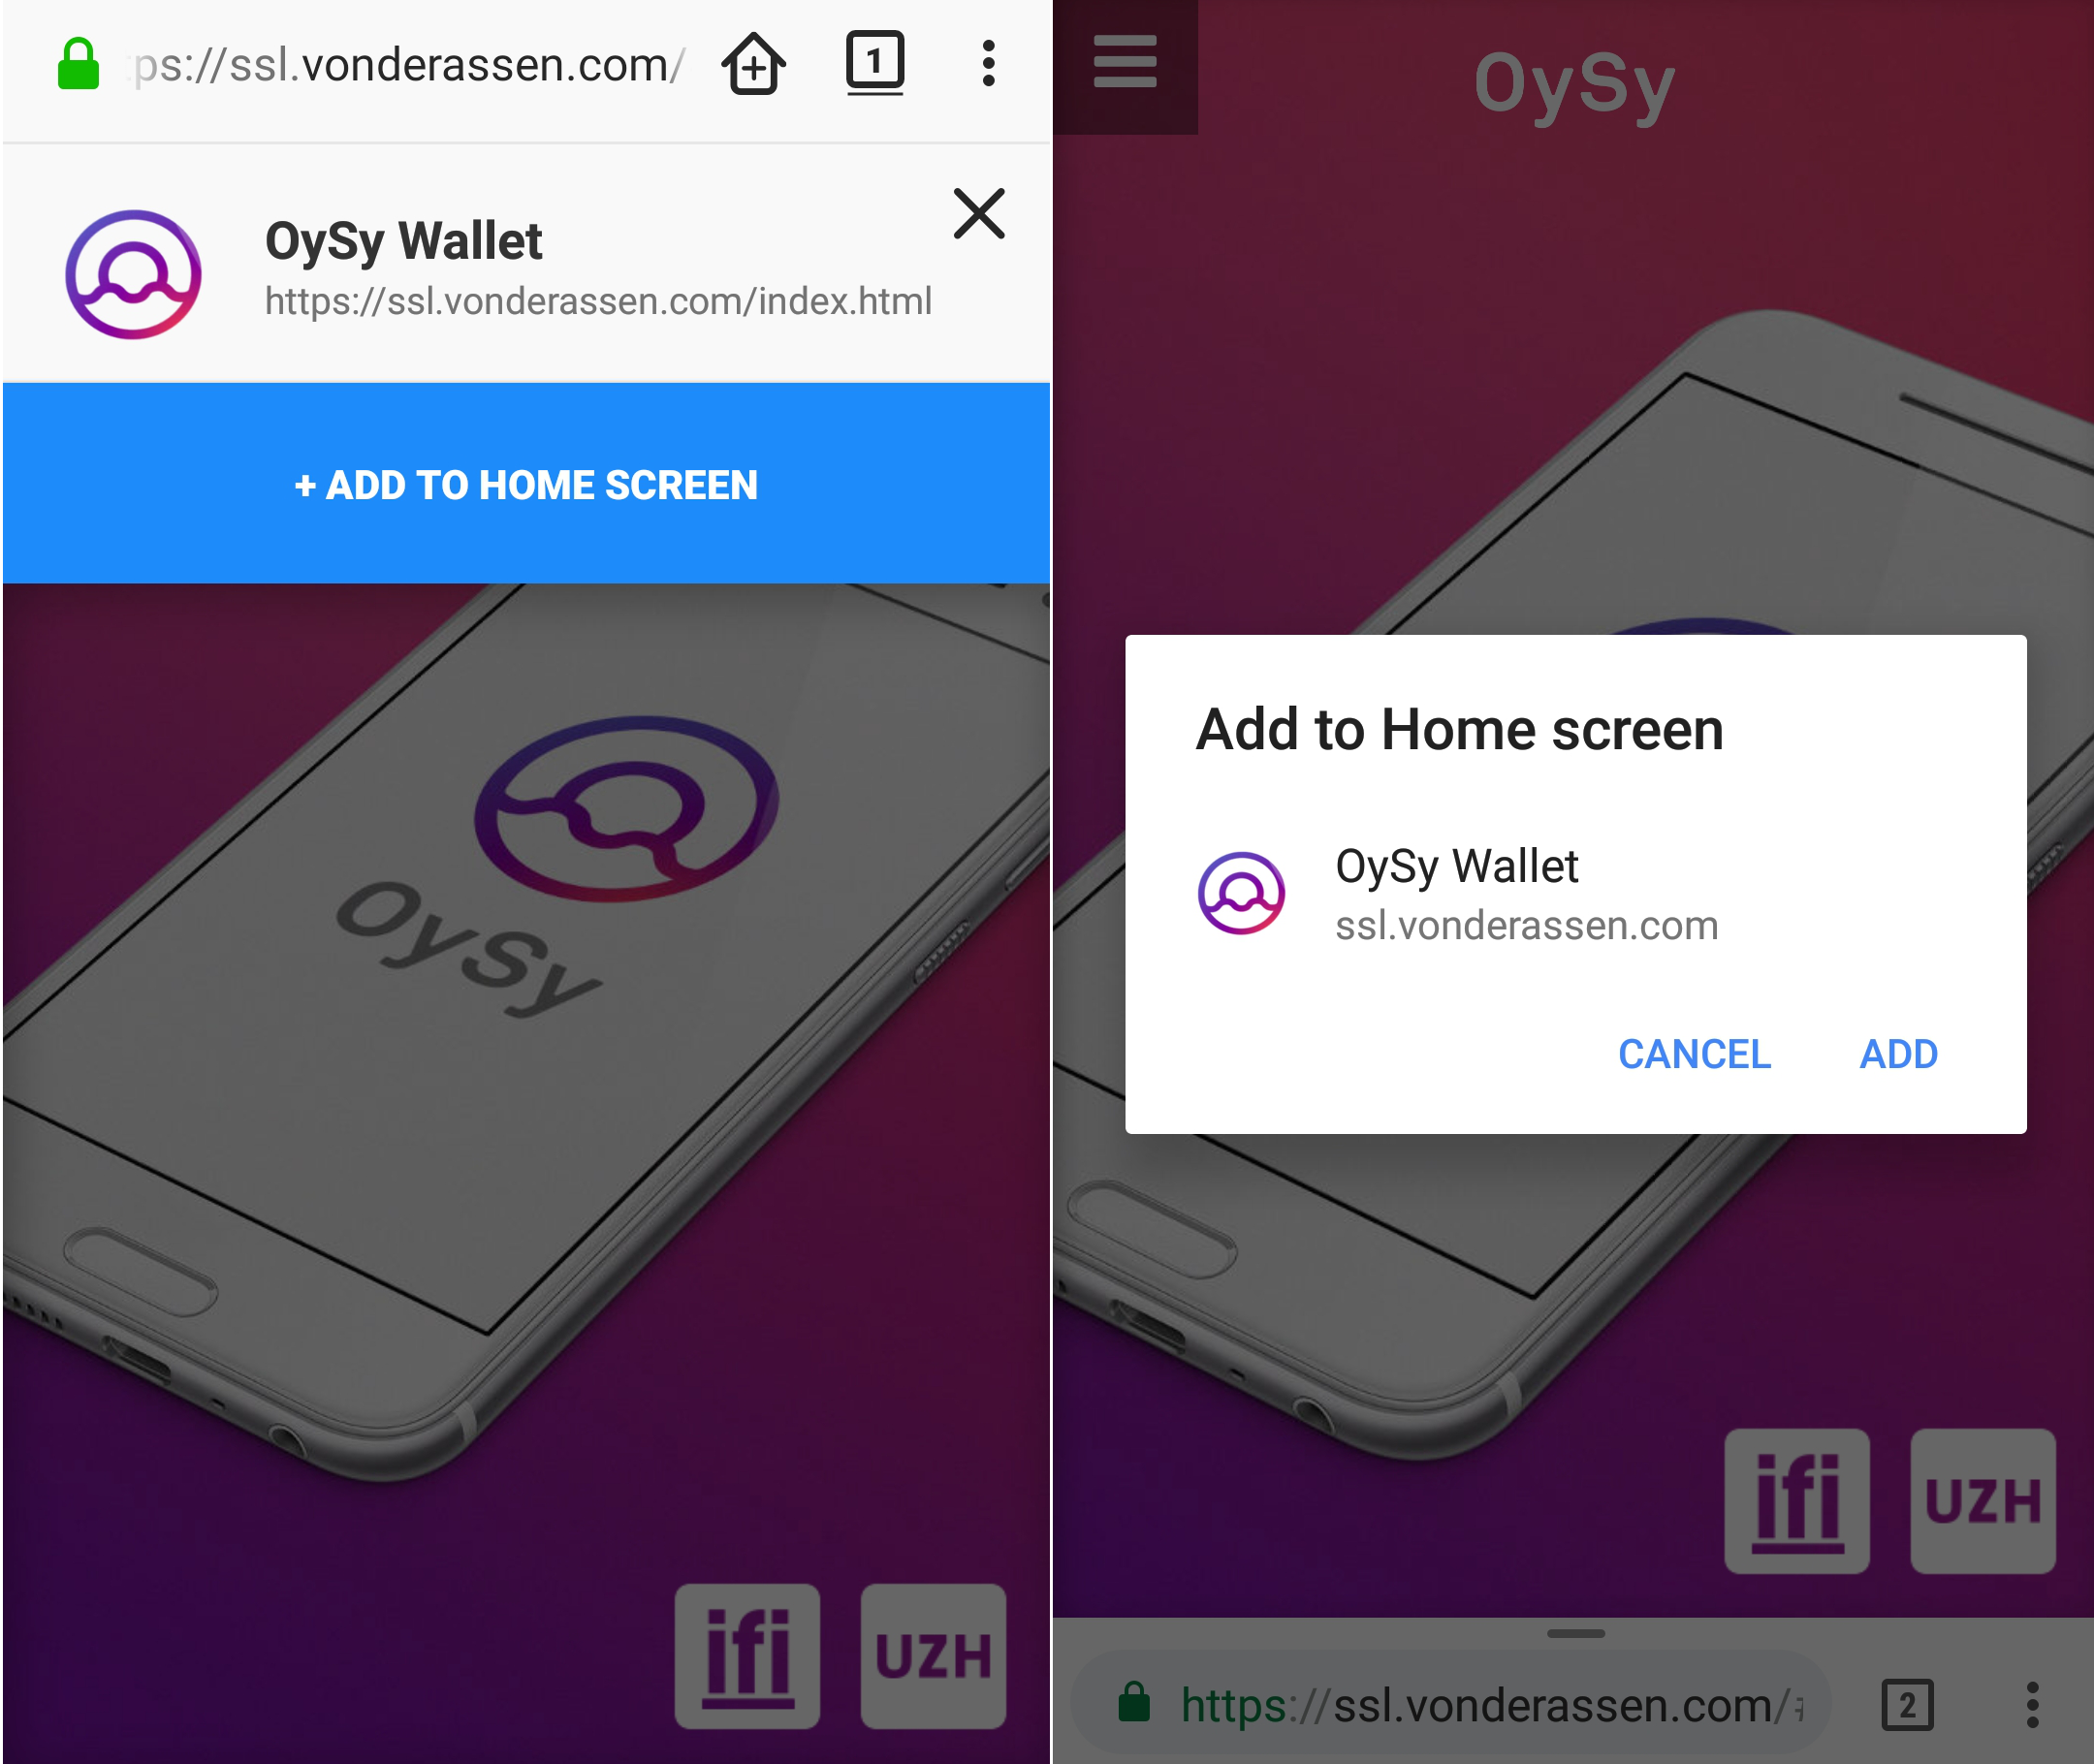 ps://ssl.vonderassen.com/
1
OySy Wallet
https://ssl.vonderassen.com/index.html
+ ADD TO HOME SCREEN
OySy
ifi
UZH
OySy
Add to Home screen
OySy Wallet
ssl.vonderassen.com
CANCEL
ADD
ifi
UZH
https://ssl.vonderassen.com/
2